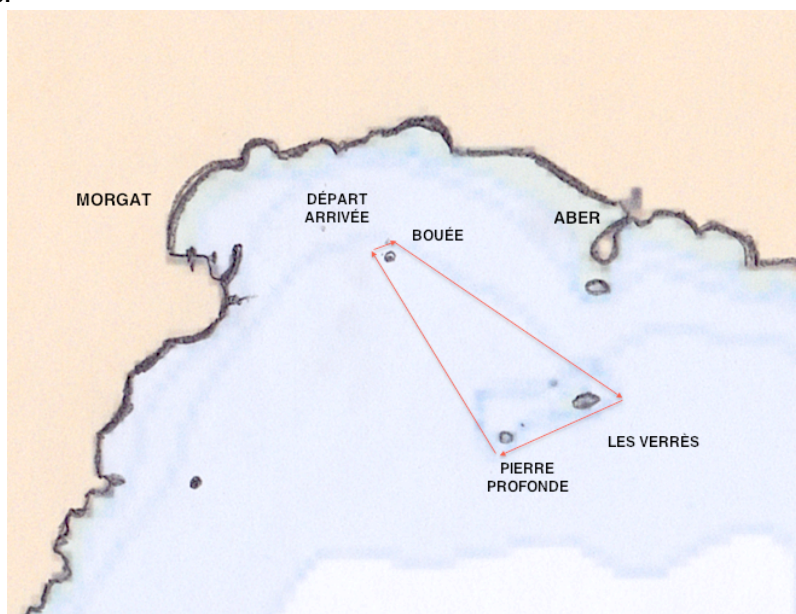 MORGAT
DÉPART
ARRIVÉE
BOUÉE
ABER
LES VERRÈS
PIERRE
PROFONDE